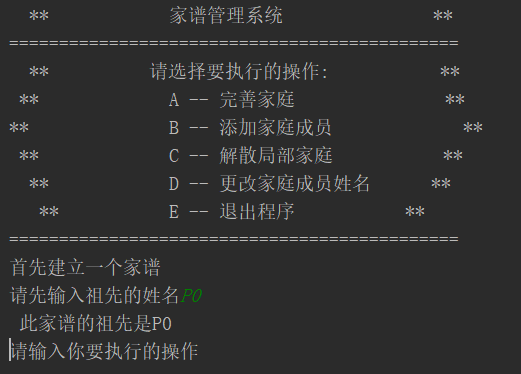 ** 家谱管理系统 **
=============================================
** 请选择要执行的操作: **
** A -- 完善家庭 **
** B -- 添加家庭成员 **
** C -- 解散局部家庭 **
** D -- 更改家庭成员姓名 **
** E -- 退出程序 **
=============================================
首先建立一个家谱
请先输入祖先的姓名P0
此家谱的祖先是P0
请输入你要执行的操作